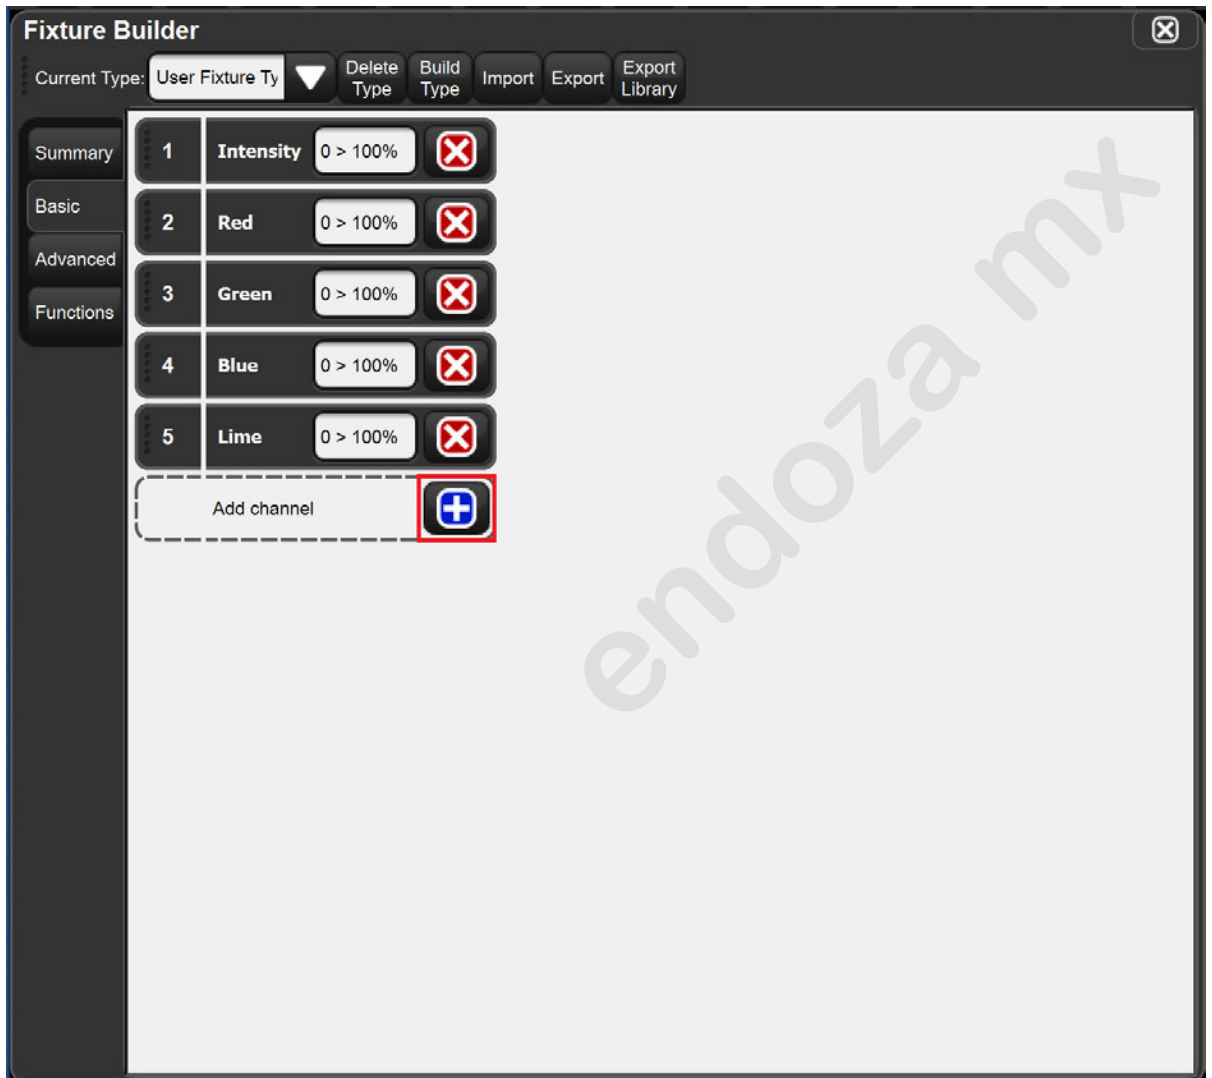 Fixture Builder
Current Type: User Fixture Ty Delete Type Build Type Import Export Export Library
Summary
Basic
Advanced
Functions
1 Intensity 0 > 100%
2 Red 0 > 100%
3 Green 0 > 100%
4 Blue 0 > 100%
5 Lime 0 > 100%
Add channel
endoza mx